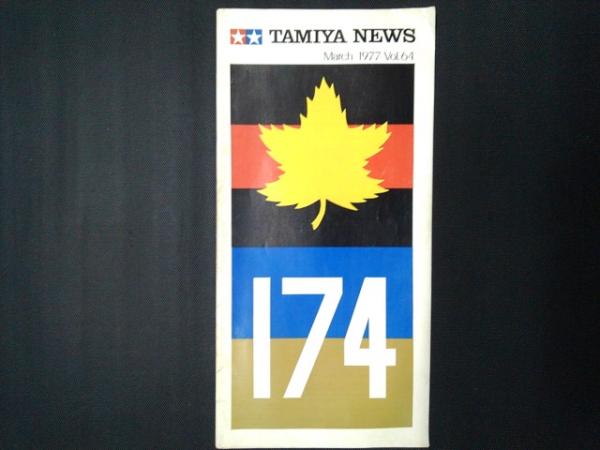 TAMIYA NEWS
March 1977 Vol.64
174